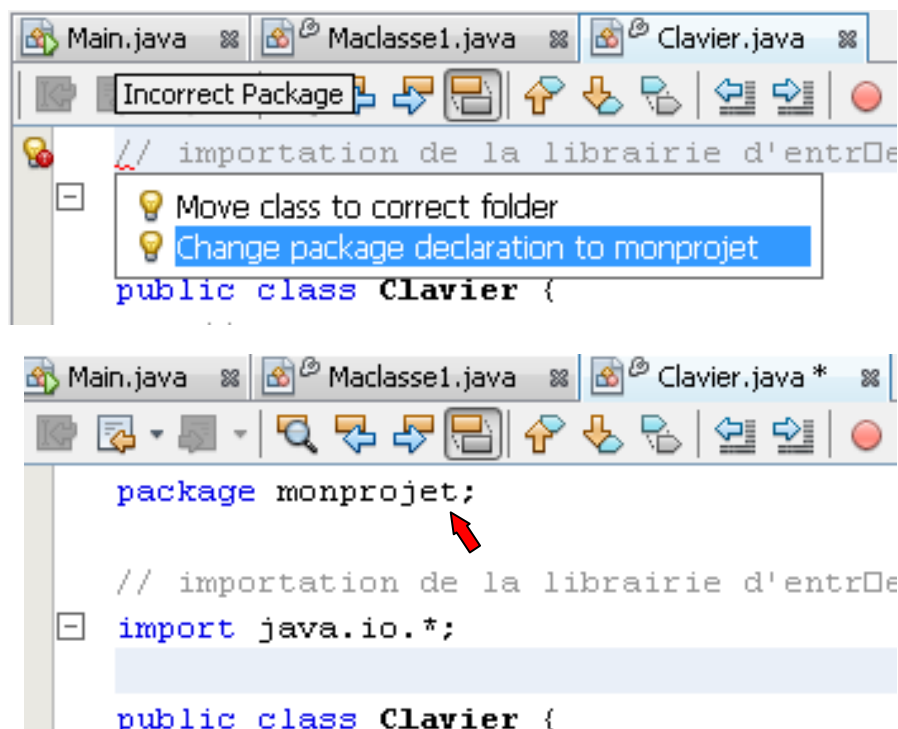 Main.java Maclasse1.java Clavier.java
Incorrect Package
// importation de la librairie d'entr□e
Move class to correct folder
Change package declaration to monprojet
public class Clavier {
Main.java Maclasse1.java Clavier.java *
package monprojet;
// importation de la librairie d'entr□e
import java.io.*;
public class Clavier {